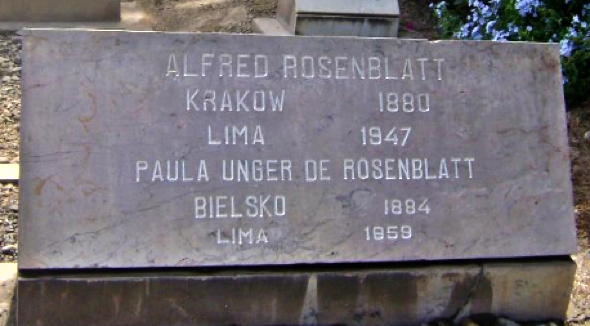 ALFRED ROSENBLATT
KRAKOW 1880
LIMA 1947
PAULA UNGER DE ROSENBLATT
BIELSKO 1884
LIMA 1959